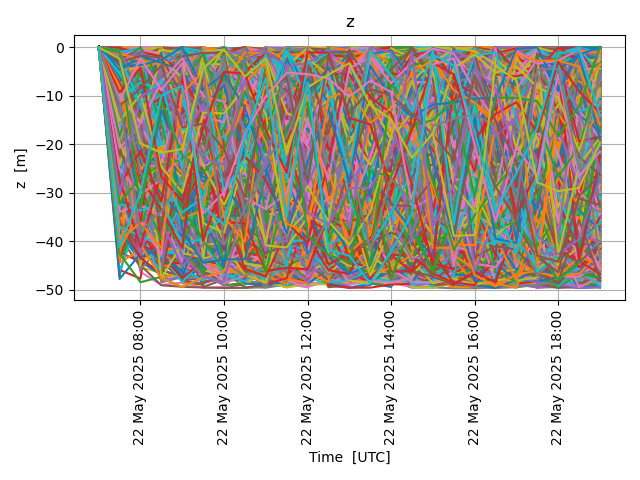 z
0
−10
−20
−30
−40
−50
z [m]
22 May 2025 08:00
22 May 2025 10:00
22 May 2025 12:00
22 May 2025 14:00
22 May 2025 16:00
22 May 2025 18:00
Time [UTC]